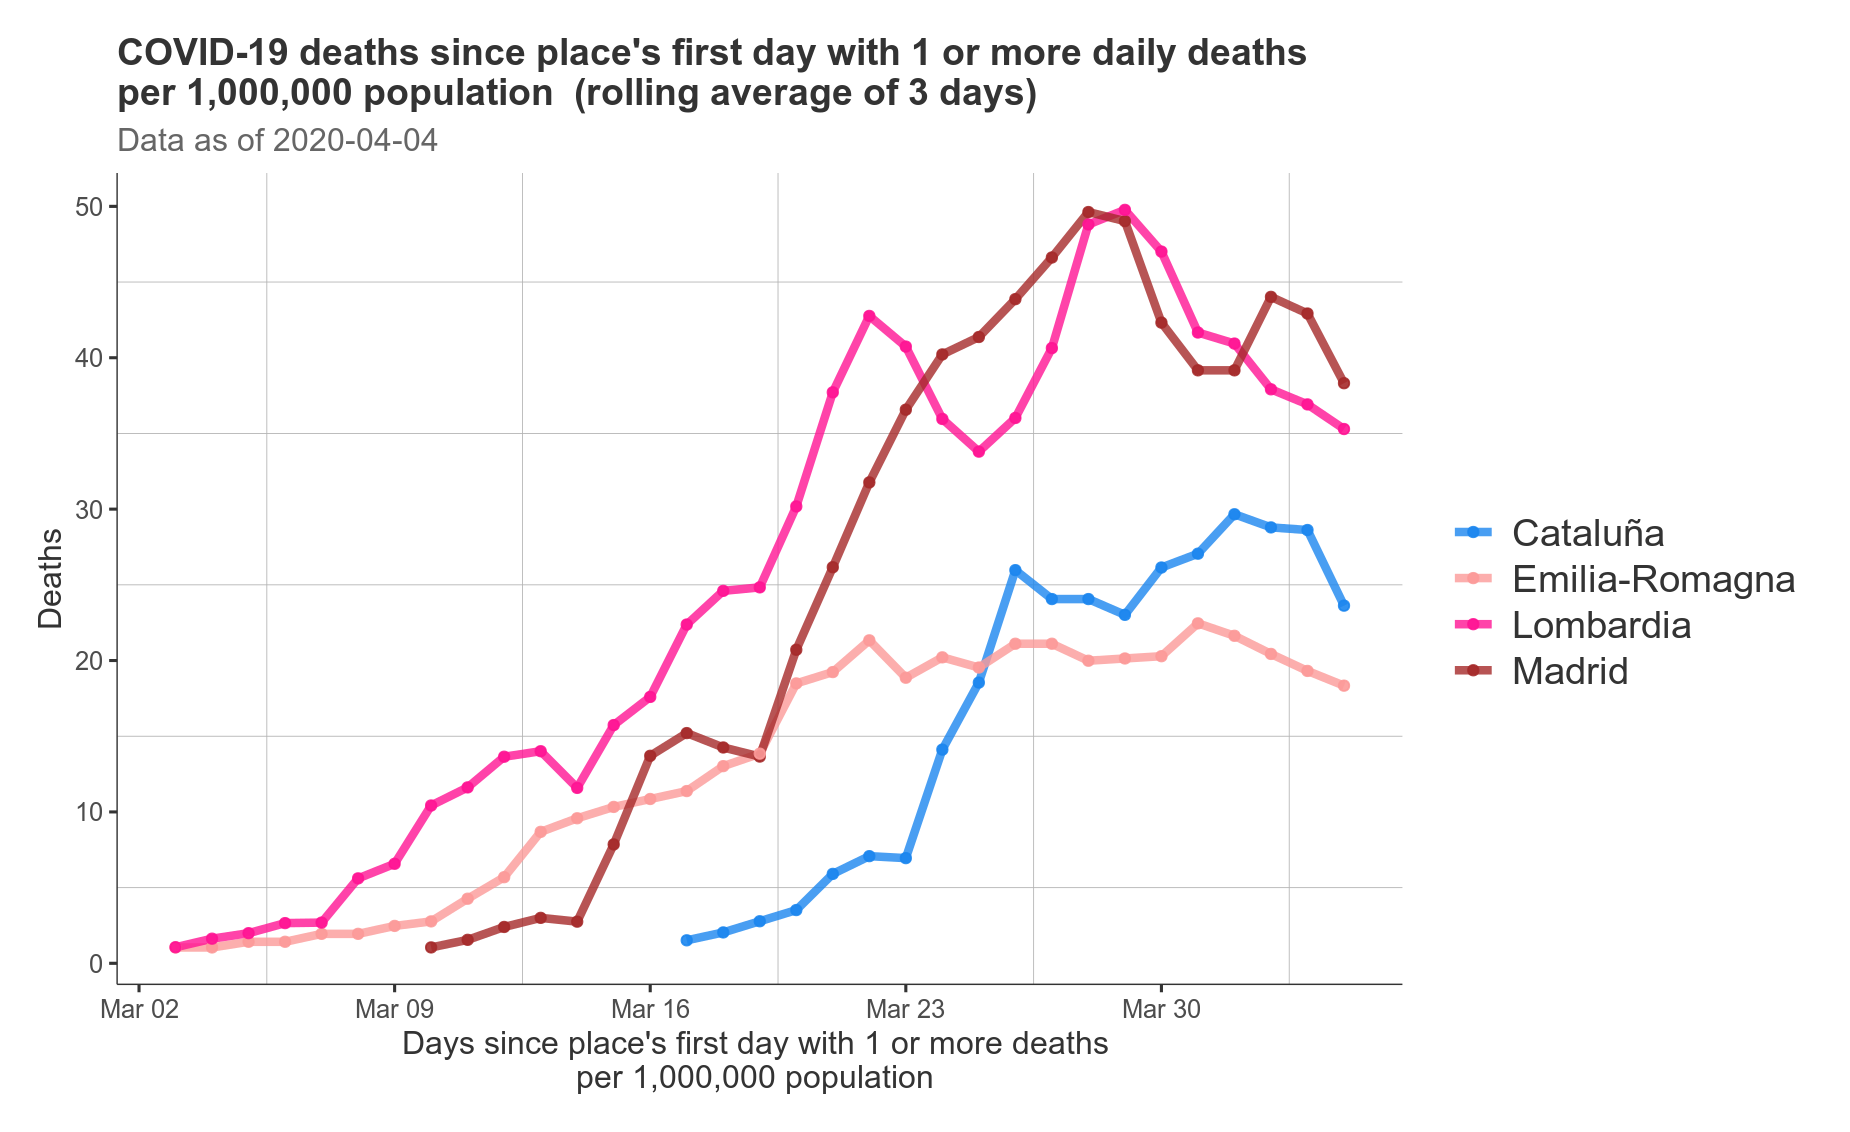 COVID-19 deaths since place's first day with 1 or more daily deaths
per 1,000,000 population  (rolling average of 3 days)
Data as of 2020-04-04
50
40
30
20
10
0
Deaths
Mar 02
Mar 09
Mar 16
Mar 23
Mar 30
Days since place's first day with 1 or more deaths
per 1,000,000 population
Cataluña
Emilia-Romagna
Lombardia
Madrid